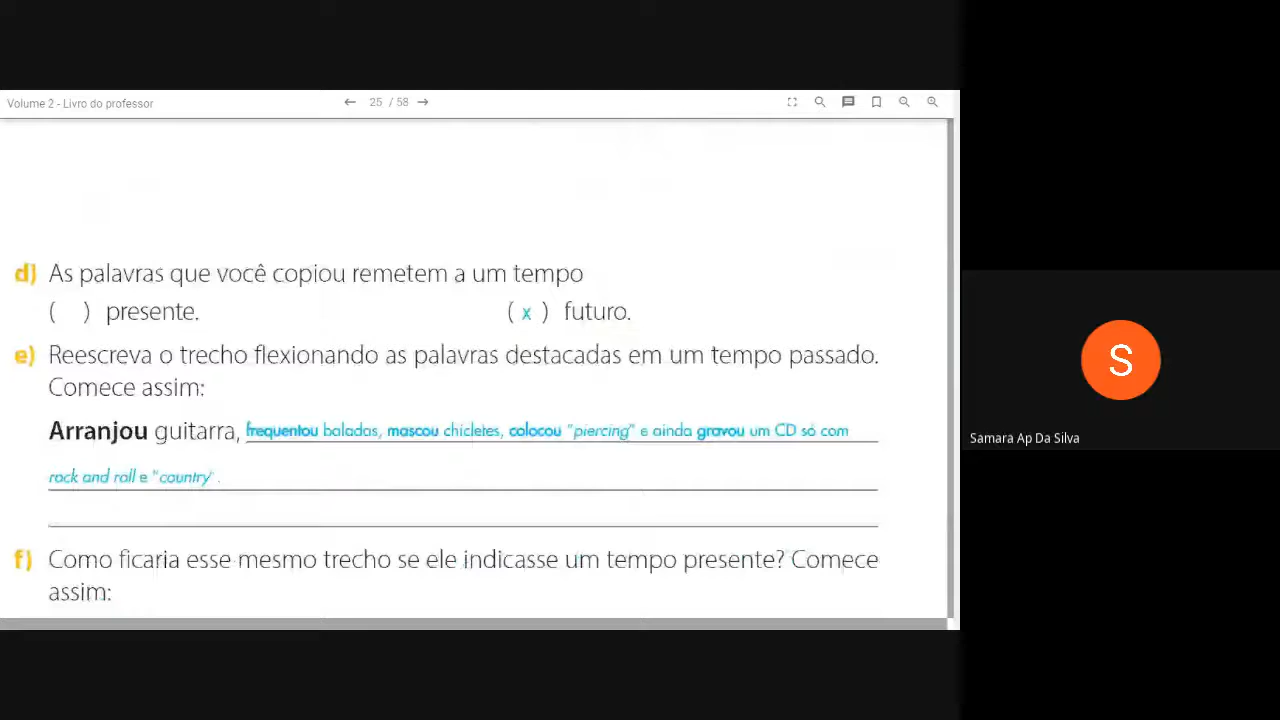 Volume 2 - Livro do professor
25 / 58
d) As palavras que você copiou remetem a um tempo
( ) presente. ( x ) futuro.
e) Reescreva o trecho flexionando as palavras destacadas em um tempo passado.
Comece assim:
Arranjou guitarra, frequentou baladas, mascou chicletes, colocou "piercing" e ainda gravou um CD só com
rock and roll e "country".
f) Como ficaria esse mesmo trecho se ele indicasse um tempo presente? Comece
assim:
S
Samara Ap Da Silva